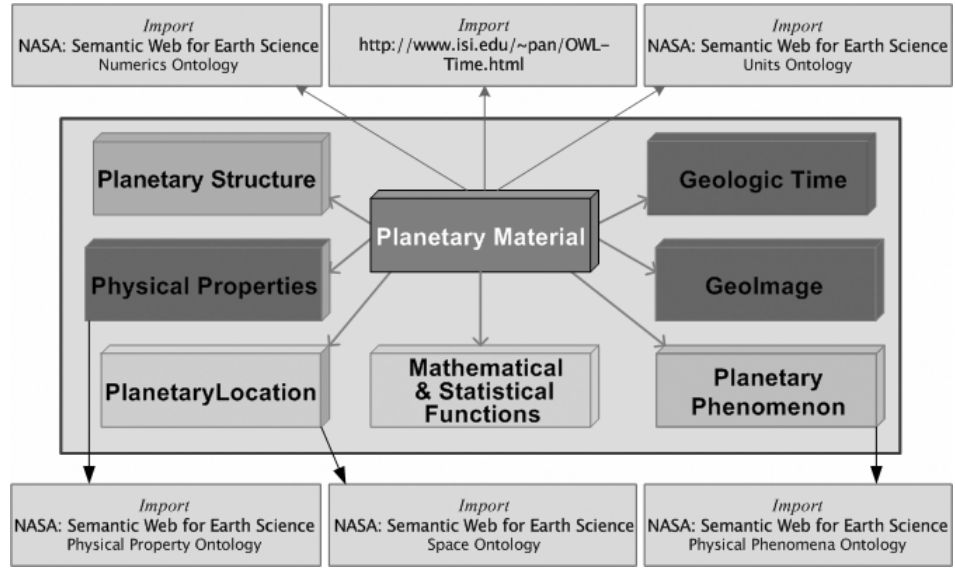 Import
NASA: Semantic Web for Earth Science
Numerics Ontology
Import
http://www.isi.edu/~pan/OWL-
Time.html
Import
NASA: Semantic Web for Earth Science
Units Ontology
Planetary Structure
Geologic Time
Planetary Material
Physical Properties
GeoImage
PlanetaryLocation
Mathematical
& Statistical
Functions
Planetary
Phenomenon
Import
NASA: Semantic Web for Earth Science
Physical Property Ontology
Import
NASA: Semantic Web for Earth Science
Space Ontology
Import
NASA: Semantic Web for Earth Science
Physical Phenomena Ontology